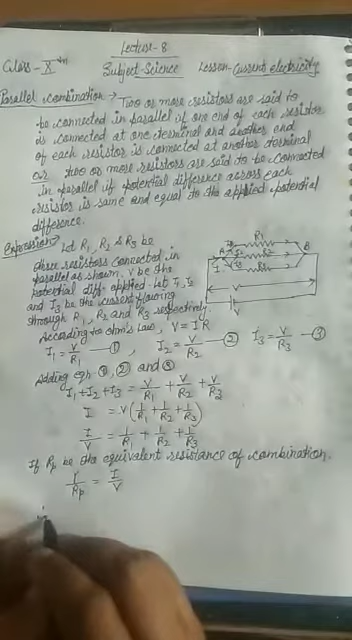 Lecture-8
Class-X th Subject-Science Lesson-Current electricity
Parallel combination → Two or more resistors are said to
be connected in parallel if one end of each resistor
is connected at one terminal and another end
of each resistor is connected at another terminal
or two or more resistors are said to be connected
in parallel if potential difference across each
resistor is same and equal to the applied potential
difference.
Expression → Let R1, R2 & R3 be
three resistors connected in
parallel as shown. V be the
potential diff. applied. Let I1, I2
and I3 be the current flowing
through R1, R2 and R3 respectively.
A B
R1
R2
R3
I1
I2
I3
I
V
V
According to ohm's law, V = IR
I1 = V/R1 — ①, I2 = V/R2 — ② I3 = V/R3 — ③
Adding eqn ①, ② and ③
I1 + I2 + I3 = V/R1 + V/R2 + V/R3
I = V(1/R1 + 1/R2 + 1/R3)
I/V = 1/R1 + 1/R2 + 1/R3
If Rp be the equivalent resistance of combination.
1/Rp = I/V